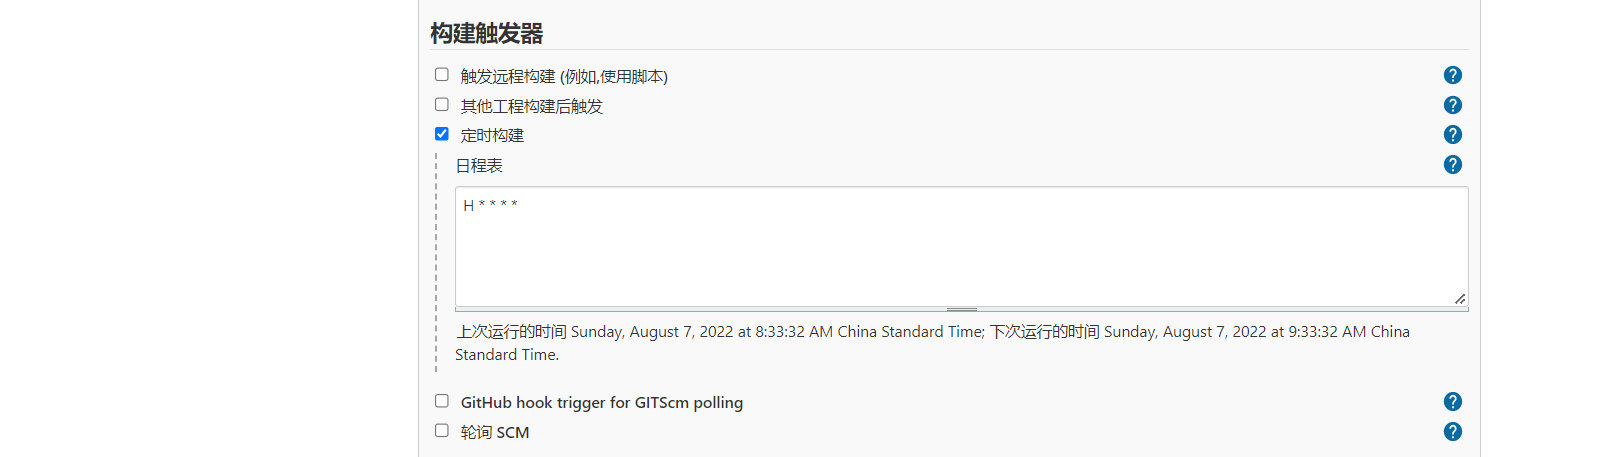 构建触发器
触发远程构建 (例如,使用脚本)
其他工程构建后触发
定时构建
日程表
H * * * *
上次运行的时间 Sunday, August 7, 2022 at 8:33:32 AM China Standard Time; 下次运行的时间 Sunday, August 7, 2022 at 9:33:32 AM China
Standard Time.
GitHub hook trigger for GITScm polling
轮询 SCM